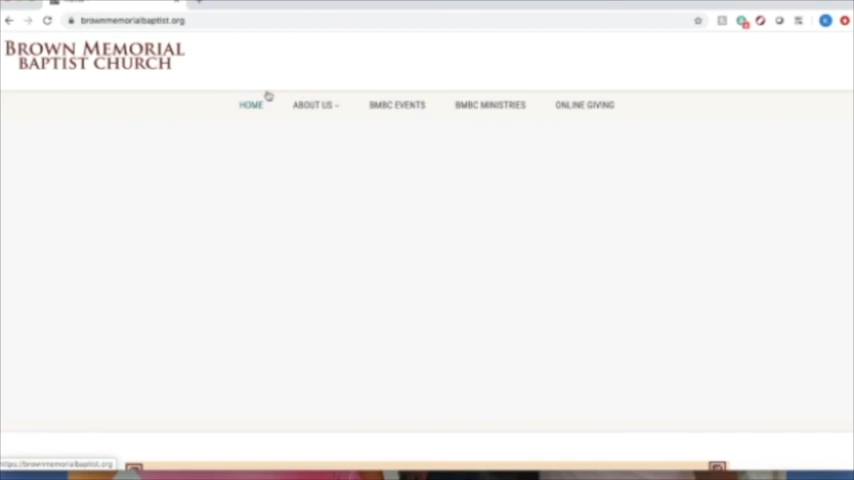 brownmemorialbaptist.org
BROWN MEMORIAL
BAPTIST CHURCH
HOME ABOUT US BMBC EVENTS BMBC MINISTRIES ONLINE GIVING
https://brownmemorialbaptist.org